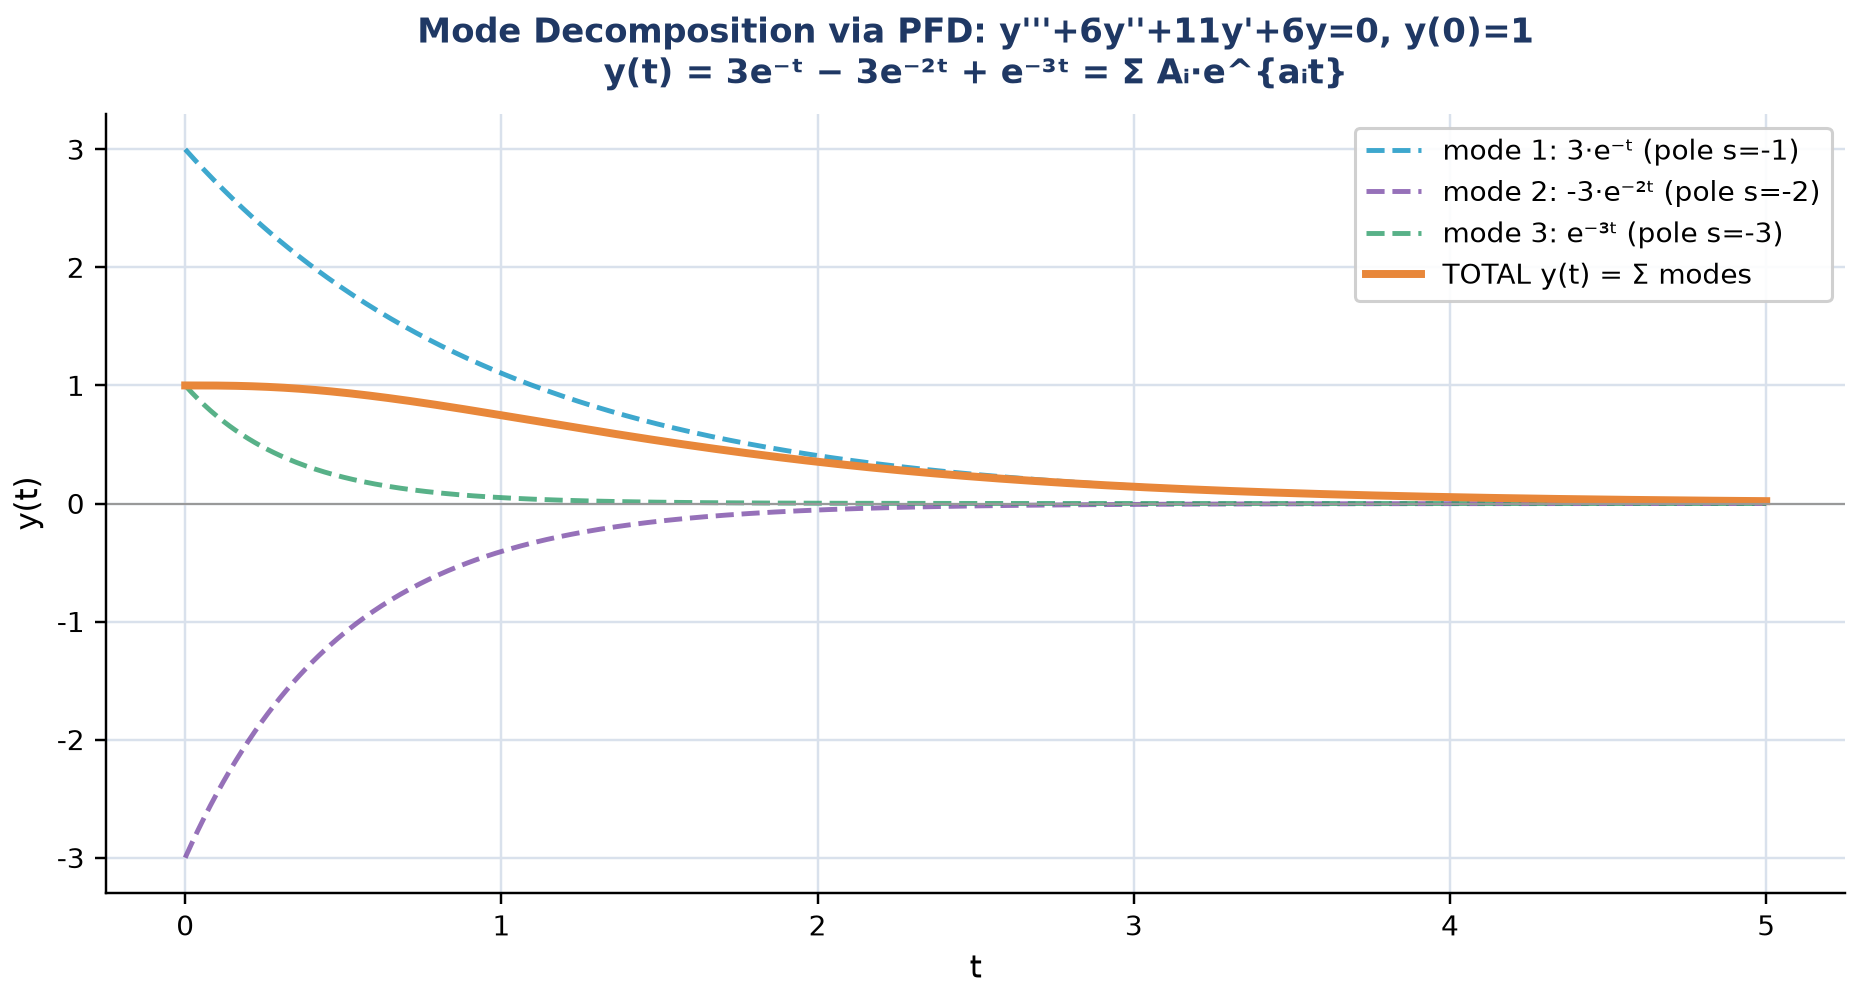 Mode Decomposition via PFD: y'''+6y''+11y'+6y=0, y(0)=1
y(t) = 3e⁻ᵗ − 3e⁻²ᵗ + e⁻³ᵗ = Σ Aᵢ·e^{aᵢt}
mode 1: 3·e⁻ᵗ (pole s=-1)
mode 2: -3·e⁻²ᵗ (pole s=-2)
mode 3: e⁻³ᵗ (pole s=-3)
TOTAL y(t) = Σ modes
y(t)
3
2
1
0
-1
-2
-3
0 1 2 3 4 5
t